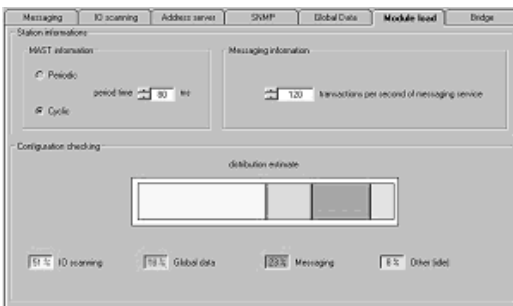 Messaging IO scanning Address server SNMP Global Data Module load Bridge
Station informations
MAST information Messaging information
Periodic
period time 80 ms 120 transactions per second of messaging service
Cyclic
Configuration checking
distribution estimate
51 % IO scanning 18 % Global data 23 % Messaging 8 % Other (idle)